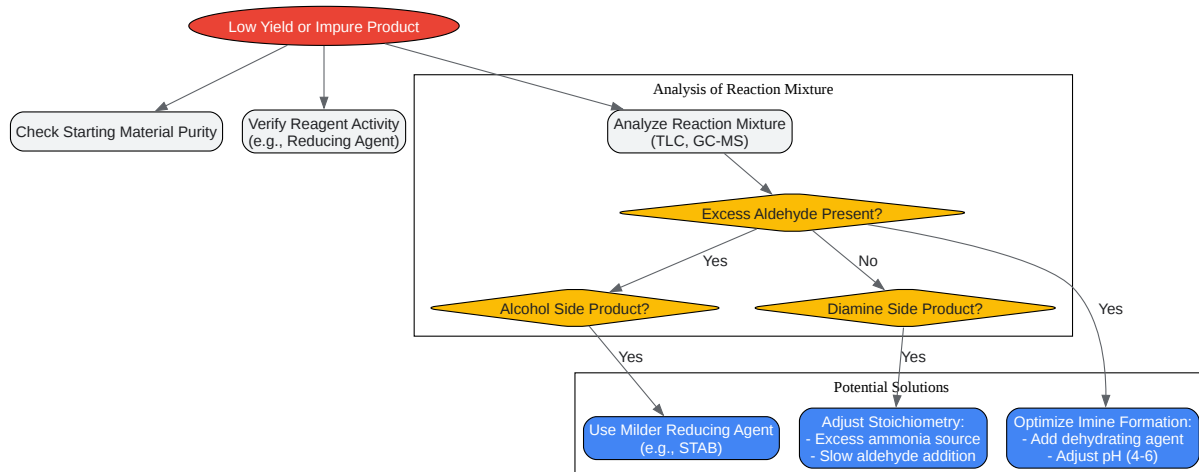 Low Yield or Impure Product
Analysis of Reaction Mixture
Check Starting Material Purity
Verify Reagent Activity
(e.g., Reducing Agent)
Analyze Reaction Mixture
(TLC, GC-MS)
Excess Aldehyde Present?
Yes
No
Yes
Alcohol Side Product?
Diamine Side Product?
Yes
Yes
Potential Solutions
Use Milder Reducing Agent
(e.g., STAB)
Adjust Stoichiometry:
- Excess ammonia source
- Slow aldehyde addition
Optimize Imine Formation:
- Add dehydrating agent
- Adjust pH (4-6)